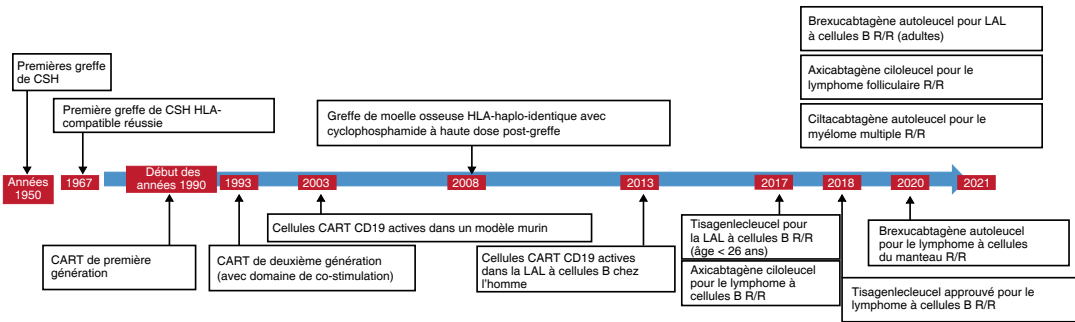 Premières greffe
de CSH
Première greffe de CSH HLA-
compatible réussie
Greffe de moelle osseuse HLA-haplo-identique avec
cyclophosphamide à haute dose post-greffe
Brexucabtagène autoleucel pour LAL
à cellules B R/R (adultes)
Axicabtagène ciloleucel pour le
lymphome folliculaire R/R
Ciltacabtagène autoleucel pour le
myélome multiple R/R
Années
1950
1967
Début des
années 1990
1993
2003
2008
2013
2017
2018
2020
2021
CART de première
génération
CART de deuxième génération
(avec domaine de co-stimulation)
Cellules CART CD19 actives dans un modèle murin
Cellules CART CD19 actives
dans la LAL à cellules B chez
l'homme
Tisagenlecleucel pour
la LAL à cellules B R/R
(âge < 26 ans)
Axicabtagène ciloleucel
pour le lymphome à
cellules B R/R
Tisagenlecleucel approuvé pour le
lymphome à cellules B R/R
Brexucabtagène autoleucel
pour le lymphome à cellules
du manteau R/R